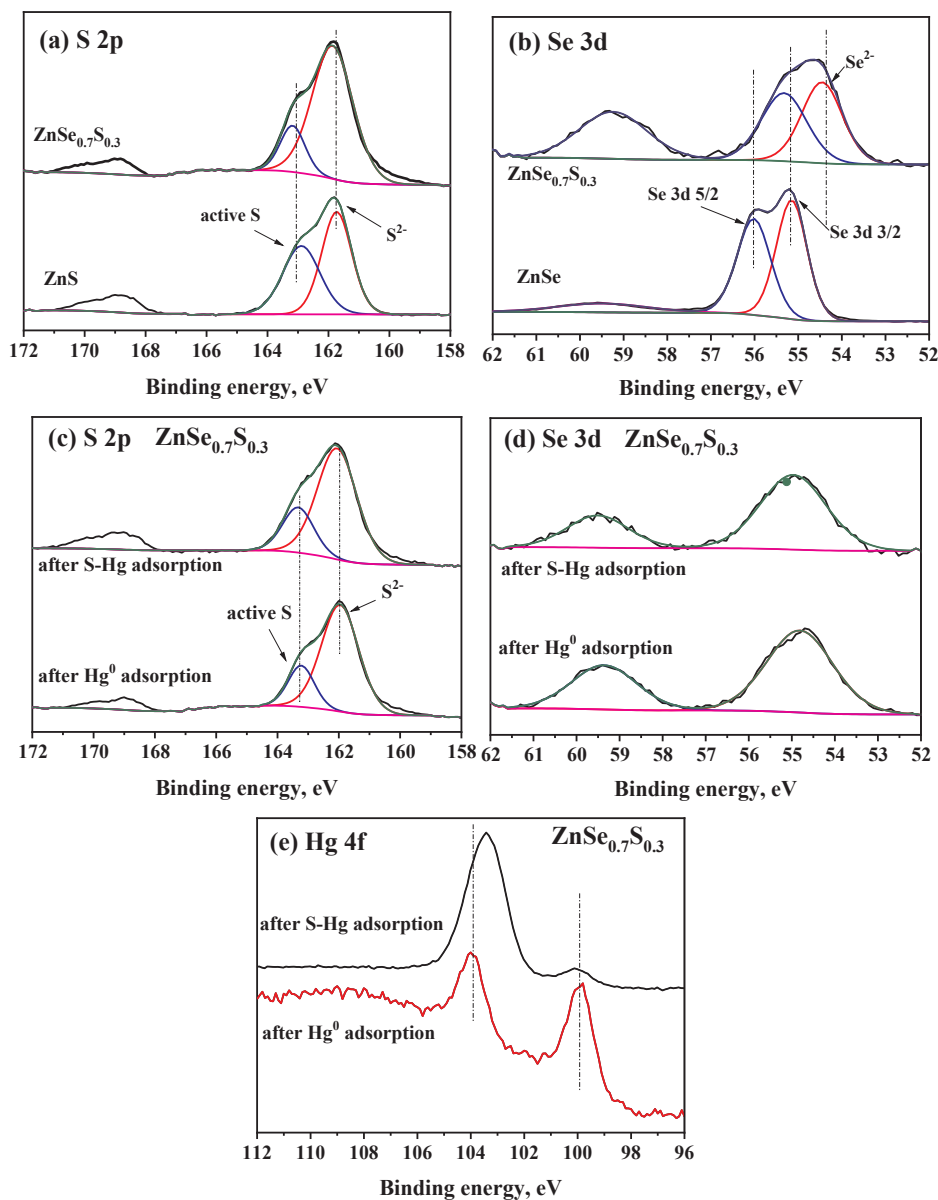 (a) S 2p
ZnSe0.7S0.3
active S
S2-
ZnS
172 170 168 166 164 162 160 158
Binding energy, eV
(b) Se 3d
Se2-
ZnSe0.7S0.3
Se 3d 5/2
Se 3d 3/2
ZnSe
62 61 60 59 58 57 56 55 54 53 52
Binding energy, eV
(c) S 2p ZnSe0.7S0.3
after S-Hg adsorption
active S
S2-
after Hg0 adsorption
172 170 168 166 164 162 160 158
Binding energy, eV
(d) Se 3d ZnSe0.7S0.3
after S-Hg adsorption
after Hg0 adsorption
62 61 60 59 58 57 56 55 54 53 52
Binding energy, eV
(e) Hg 4f ZnSe0.7S0.3
after S-Hg adsorption
after Hg0 adsorption
112 110 108 106 104 102 100 98 96
Binding energy, eV